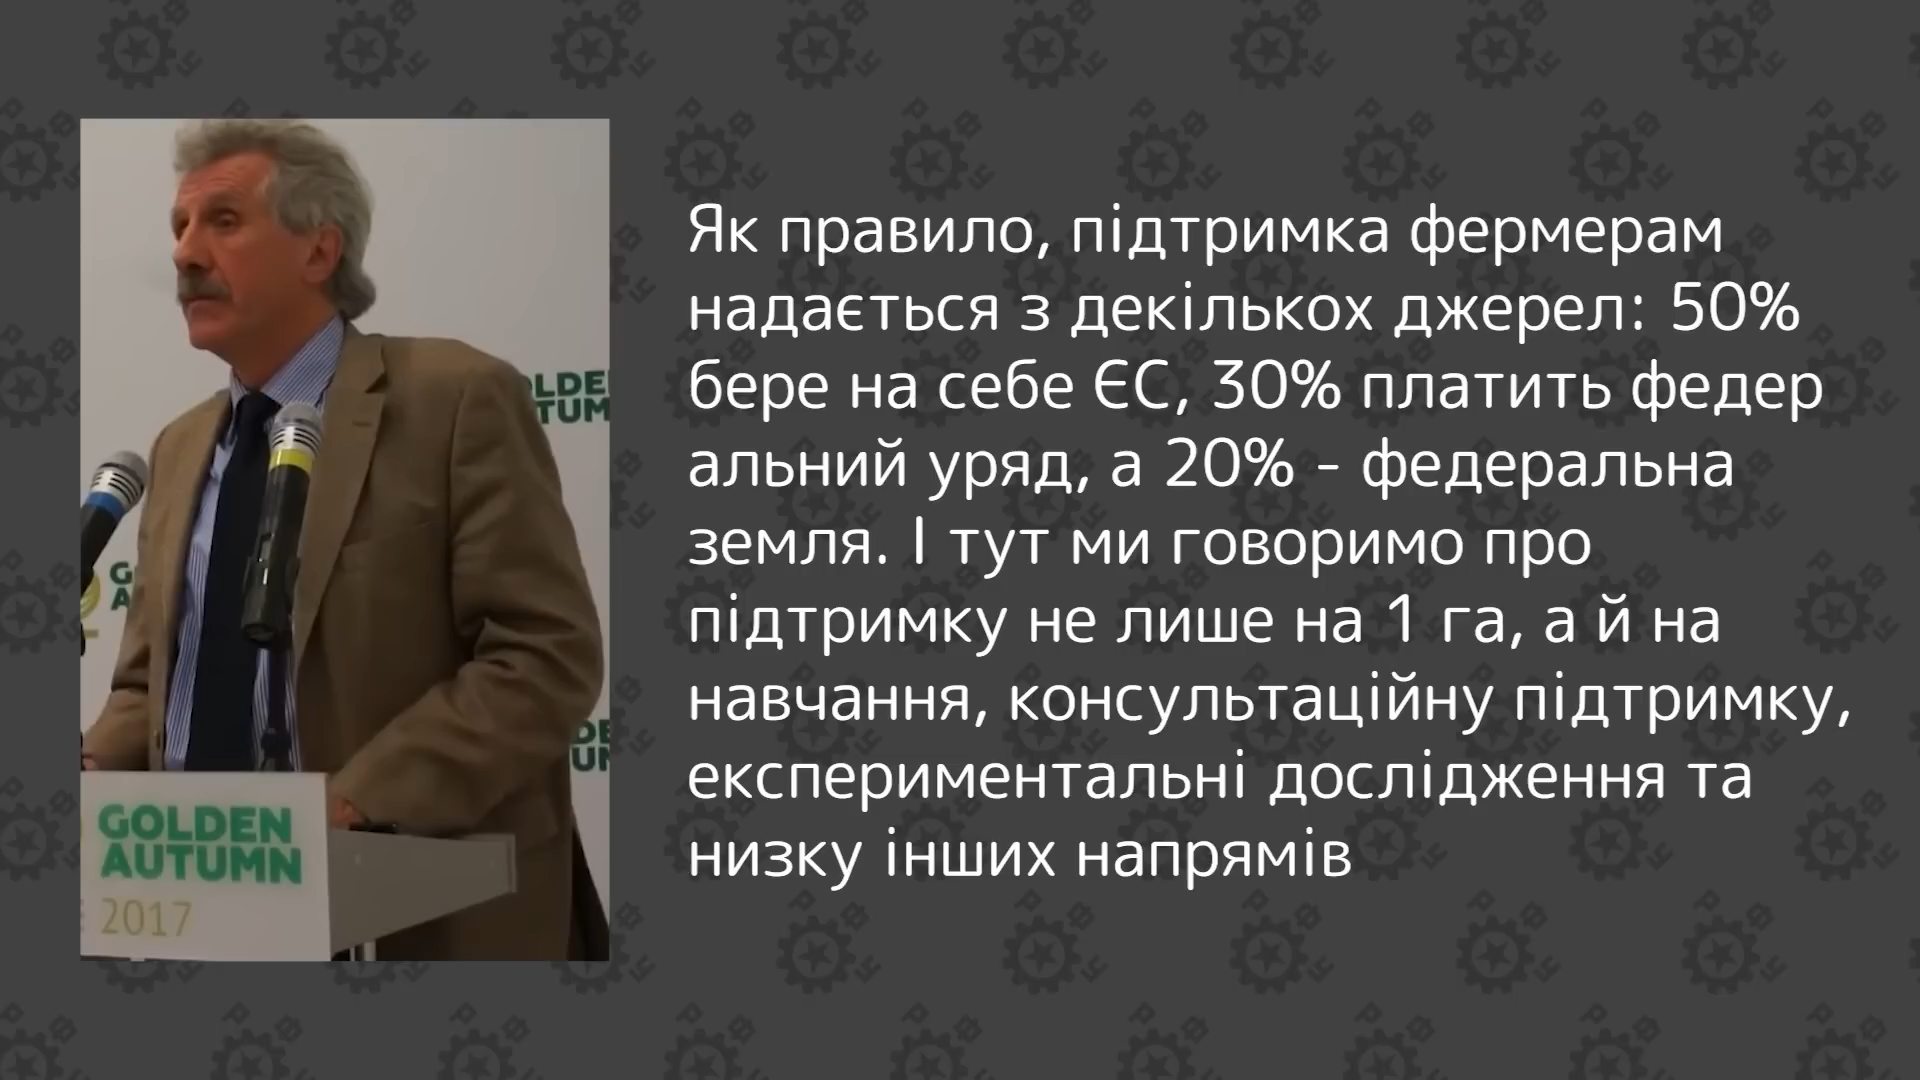 Як правило, підтримка фермерам
надається з декількох джерел: 50%
бере на себе ЄС, 30% платить федер
альний уряд, а 20% - федеральна
земля. І тут ми говоримо про
підтримку не лише на 1 га, а й на
навчання, консультаційну підтримку,
експериментальні дослідження та
низку інших напрямів
GOLDEN
AUTUMN
2017